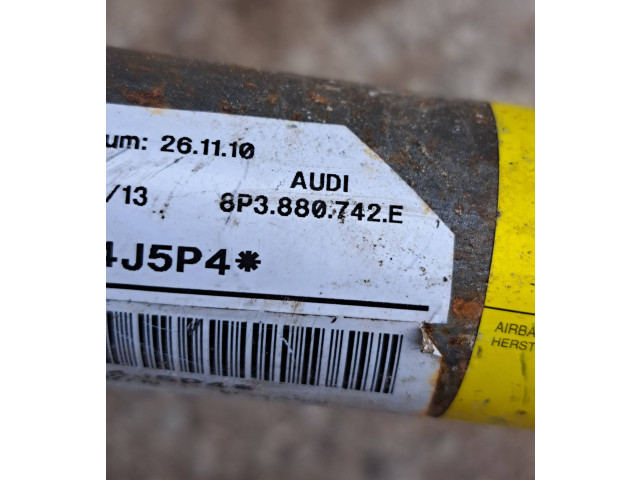 um: 26.11.10
AUDI
/13 8P3.880.742.E
4J5P4*
AIRBA
HERST